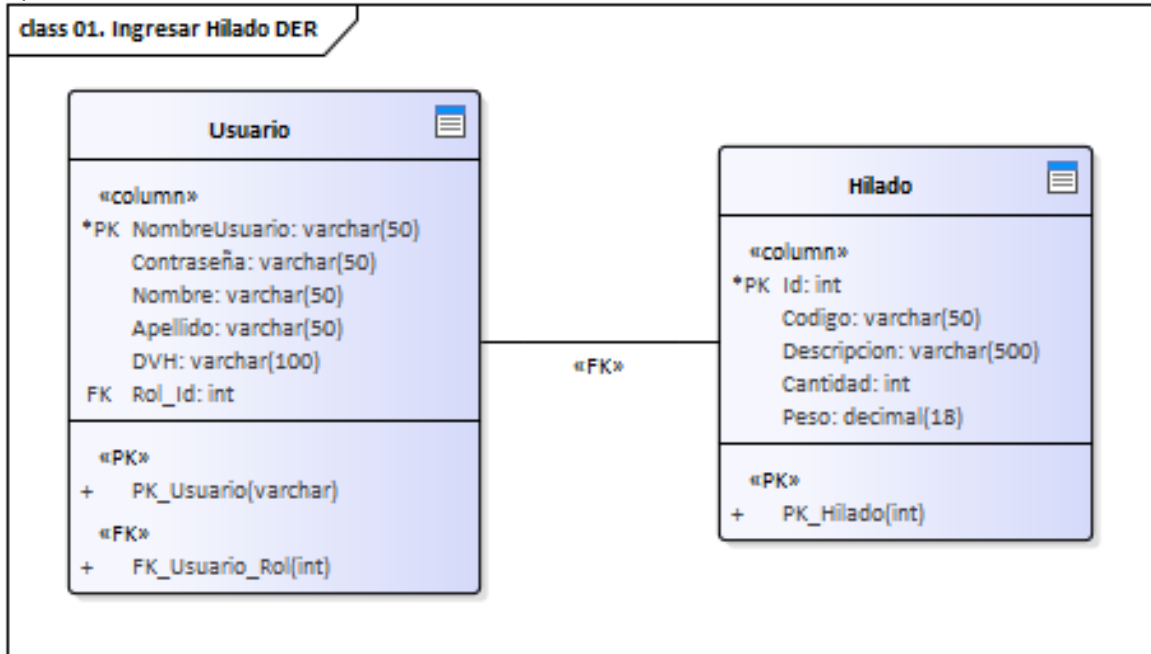 class 01. Ingresar Hilado DER
Usuario
«column»
*PK NombreUsuario: varchar(50)
Contraseña: varchar(50)
Nombre: varchar(50)
Apellido: varchar(50)
DVH: varchar(100)
FK Rol_Id: int
«PK»
+ PK_Usuario(varchar)
«FK»
+ FK_Usuario_Rol(int)
«FK»
Hilado
«column»
*PK Id: int
Codigo: varchar(50)
Descripcion: varchar(500)
Cantidad: int
Peso: decimal(18)
«PK»
+ PK_Hilado(int)